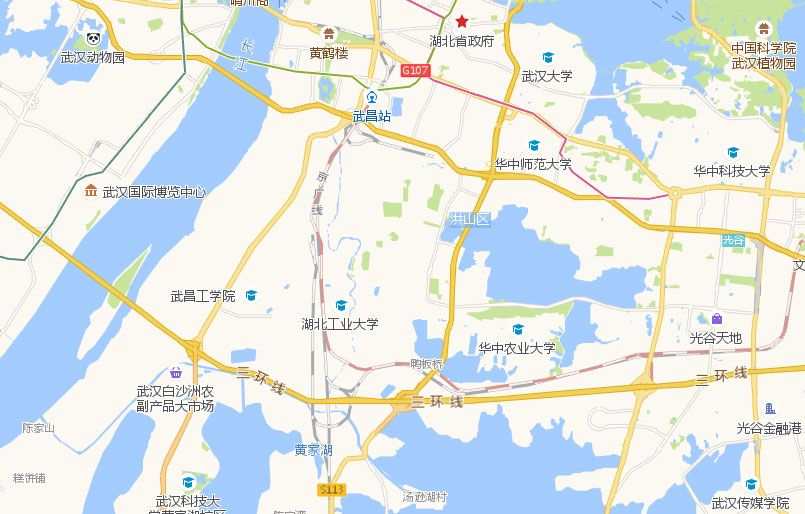 晴川阁
武汉动物园
长江
黄鹤楼
湖北省政府
中国科学院
武汉植物园
G107
武汉大学
武昌站
华中师范大学
华中科技大学
京广线
武汉国际博览中心
洪山区
光谷
文
武昌工学院
湖北工业大学
华中农业大学
光谷天地
鸭板桥
三环线
三环线
三环线
武汉白沙洲农
副产品大市场
陈家山
光谷金融港
黄家湖
糕饼铺
S113
汤逊湖村
武汉科技大
武汉传媒学院